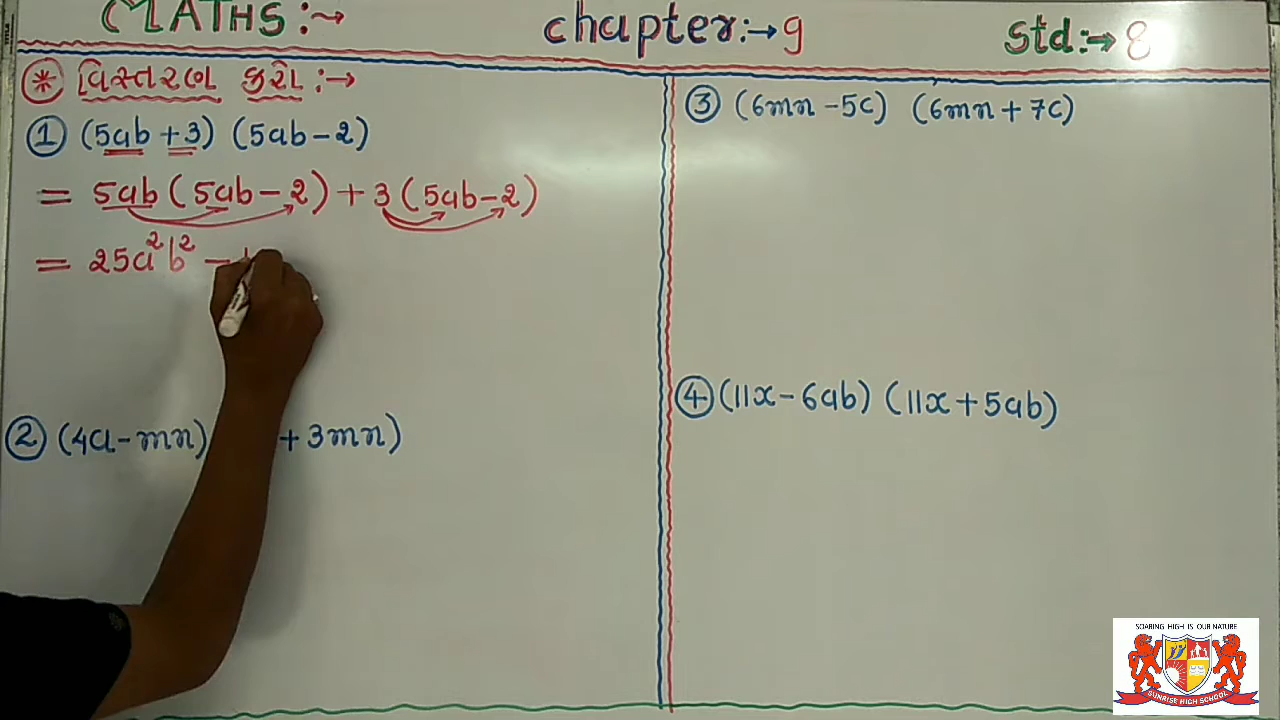 MATHS:→ chapter:→9 Std:→8
* વિસ્તરણ કરો:→
① (5ab +3) (5ab-2)
= 5ab (5ab-2) + 3 (5ab-2)
= 25a²b² -
② (4a-mn) +3mn)
③ (6mn-5c) (6mn+7c)
④ (11x-6ab) (11x+5ab)
SOARING HIGH IS OUR NATURE
SUNRISE HIGH SCHOOL